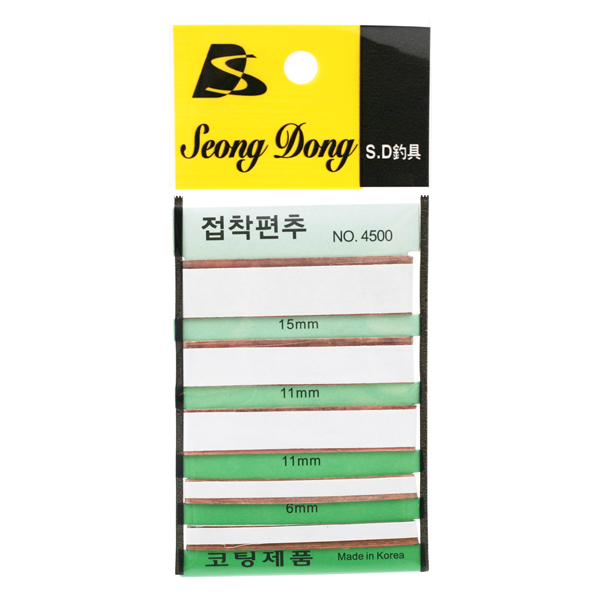 BS
Seong Dong
S.D釣具
접착편추
NO. 4500
15mm
11mm
11mm
6mm
코팅제품
Made in Korea